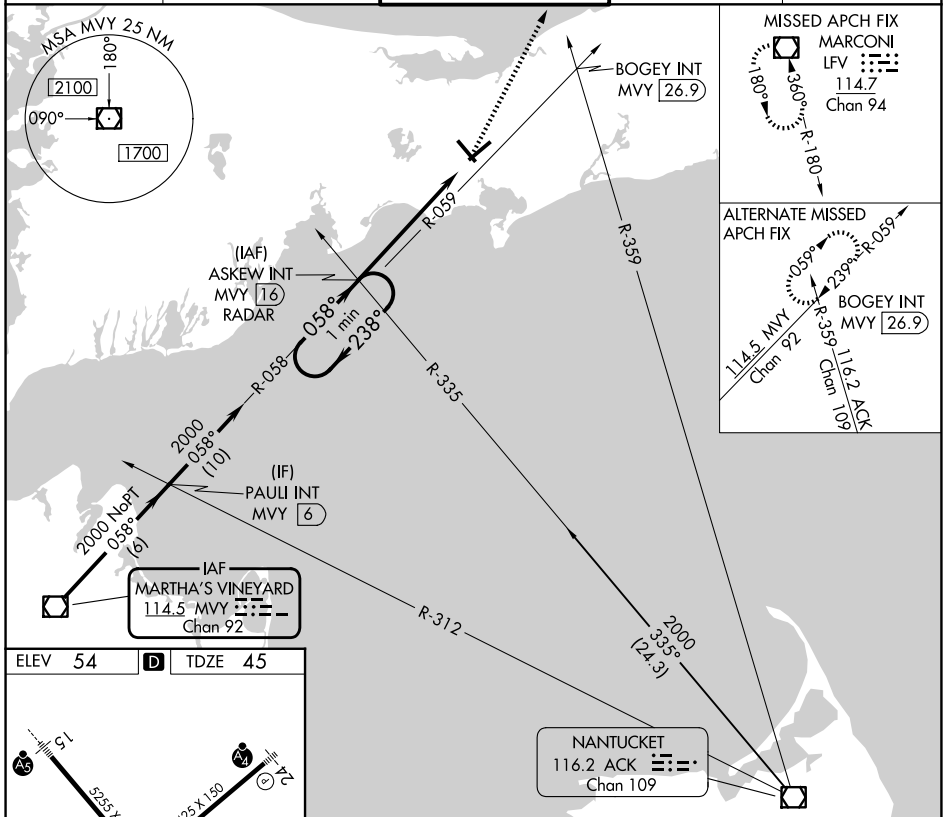 MSA MVY 25 NM
180°
2100
090°
1700
BOGEY INT
MVY 26.9
MISSED APCH FIX
MARCONI
LFV
114.7
Chan 94
180°
360°
R-180
ALTERNATE MISSED
APCH FIX
059°
R-059
239°
BOGEY INT
MVY 26.9
114.5 MVY
Chan 92
R-359
116.2 ACK
Chan 109
R-059
R-359
(IAF)
ASKEW INT
MVY 16
RADAR
058°
1 min
238°
R-058
R-335
2000
058°
(10)
(IF)
PAULI INT
MVY 6
2000 NoPT
058°
(6)
IAF
MARTHA'S VINEYARD
114.5 MVY
Chan 92
R-312
2000
335°
(24.3)
NANTUCKET
116.2 ACK
Chan 109
ELEV 54
D
TDZE 45
A5
15
A4
24
P
5255 X
25 X 150